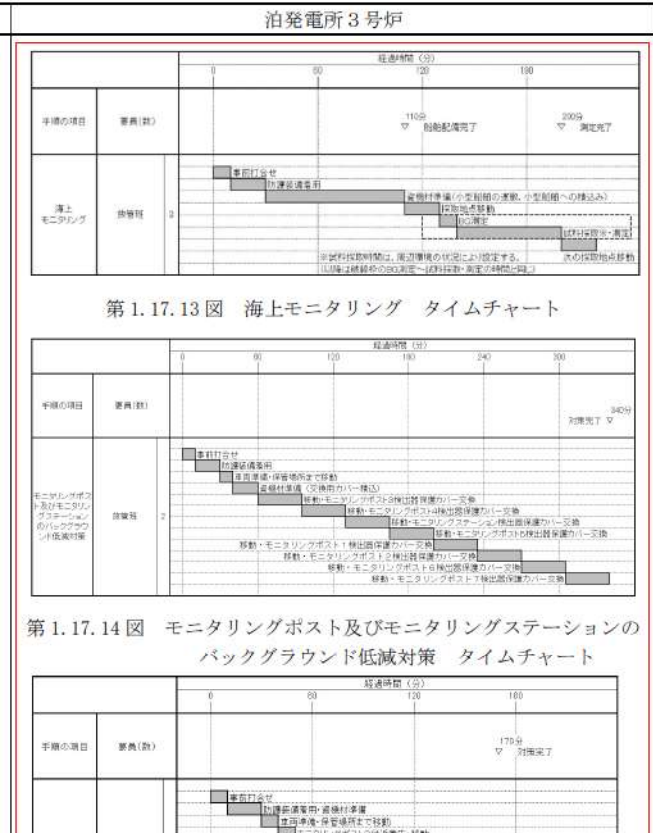 泊発電所３号炉
経過時間（分）
0 60 120 180
手順の項目 要員(数)
110分 200分
▽ 船舶配備完了 ▽ 測定完了
海上
モニタリング
放管班
事前打合せ
防護装備着用
資機材準備(小型船舶の運搬,小型船舶への積込み)
採取地点移動
BG測定
試料採取※・測定
※試料採取時間は，周辺環境の状況により設定する。 次の採取地点移動
(以降は破線枠のBG測定～試料採取・測定の時間と同じ)
第 1.17.13 図 海上モニタリング タイムチャート
経過時間（分）
0 60 120 180 240 300
手順の項目 要員(数)
340分
対策完了 ▽
モニタリングポス
ト及びモニタリン
グステーション
のバックグラウ
ンド低減対策
放管班 2
事前打合せ
防護装備着用
車両準備・保管場所まで移動
資機材準備（交換用カバー積込）
移動・モニタリングポスト3検出器保護カバー交換
移動・モニタリングポスト4検出器保護カバー交換
移動・モニタリングステーション検出器保護カバー交換
移動・モニタリングポスト5検出器保護カバー交換
移動・モニタリングポスト１検出器保護カバー交換
移動・モニタリングポスト２検出器保護カバー交換
移動・モニタリングポスト６検出器保護カバー交換
移動・モニタリングポスト７検出器保護カバー交換
第 1.17.14 図 モニタリングポスト及びモニタリングステーションの
バックグラウンド低減対策 タイムチャート
経過時間（分）
0 60 120 180
手順の項目 要員(数)
170分
▽ 対策完了
事前打合せ
防護装備着用・資機材準備
車両準備・保管場所まで移動